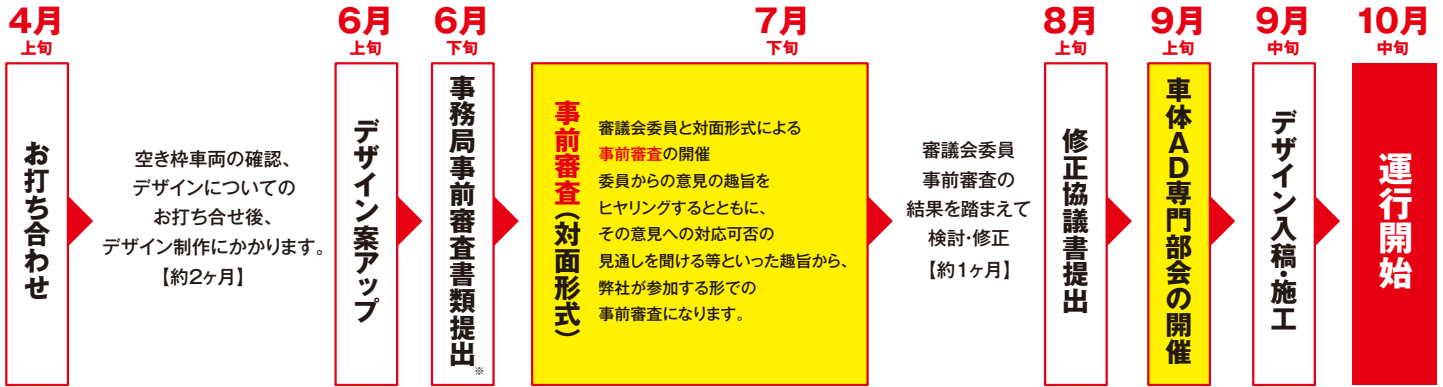 4月
上旬
お打ち合わせ
空き枠車両の確認、
デザインについての
お打ち合せ後、
デザイン制作にかかります。
【約2ヶ月】
6月
上旬
デザイン案アップ
6月
下旬
事務局事前審査書類提出※
7月
下旬
事前審査(対面形式)
審議会委員と対面形式による
事前審査の開催
委員からの意見の趣旨を
ヒヤリングするとともに、
その意見への対応可否の
見通しを聞ける等といった趣旨から、
弊社が参加する形での
事前審査になります。
審議会委員
事前審査の
結果を踏まえて
検討・修正
【約1ヶ月】
8月
上旬
修正協議書提出
9月
上旬
車体AD専門部会の開催
9月
中旬
デザイン入稿・施工
10月
中旬
運行開始